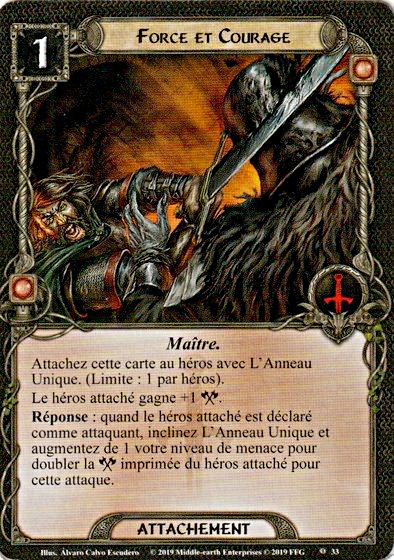 1
FORCE ET COURAGE
Maître.
Attachez cette carte au héros avec L'Anneau
Unique. (Limite : 1 par héros).
Le héros attaché gagne +1 .
Réponse : quand le héros attaché est déclaré
comme attaquant, inclinez L'Anneau Unique et
augmentez de 1 votre niveau de menace pour
doubler la imprimée du héros attaché pour
cette attaque.
ATTACHEMENT
Illus. Álvaro Calvo Escudero © 2019 Middle-earth Enterprises © 2019 FFG 33